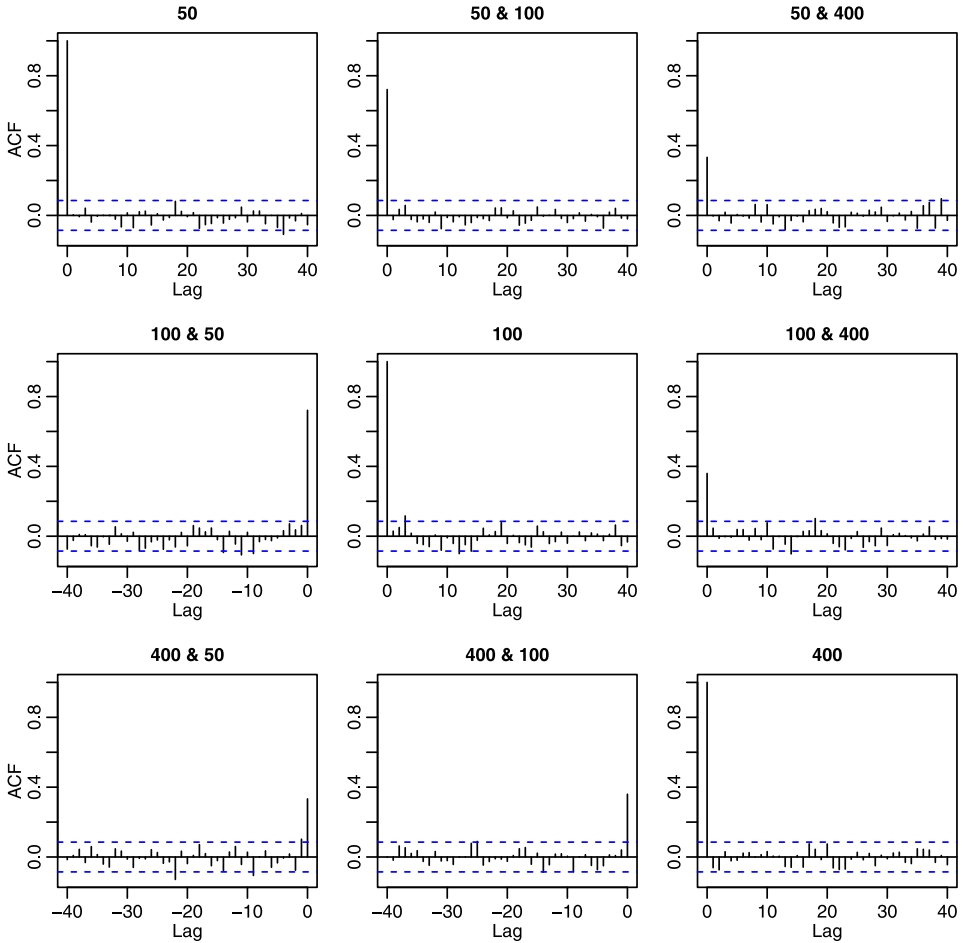 50 50 & 100 50 & 400
ACF 0.0 0.4 0.8 0.0 0.4 0.8 0.0 0.4 0.8
0 10 20 30 40 0 10 20 30 40 0 10 20 30 40
Lag Lag Lag
100 & 50 100 100 & 400
ACF 0.0 0.4 0.8 0.0 0.4 0.8 0.0 0.4 0.8
−40 −30 −20 −10 0 0 10 20 30 40 0 10 20 30 40
Lag Lag Lag
400 & 50 400 & 100 400
ACF 0.0 0.4 0.8 0.0 0.4 0.8 0.0 0.4 0.8
−40 −30 −20 −10 0 −40 −30 −20 −10 0 0 10 20 30 40
Lag Lag Lag